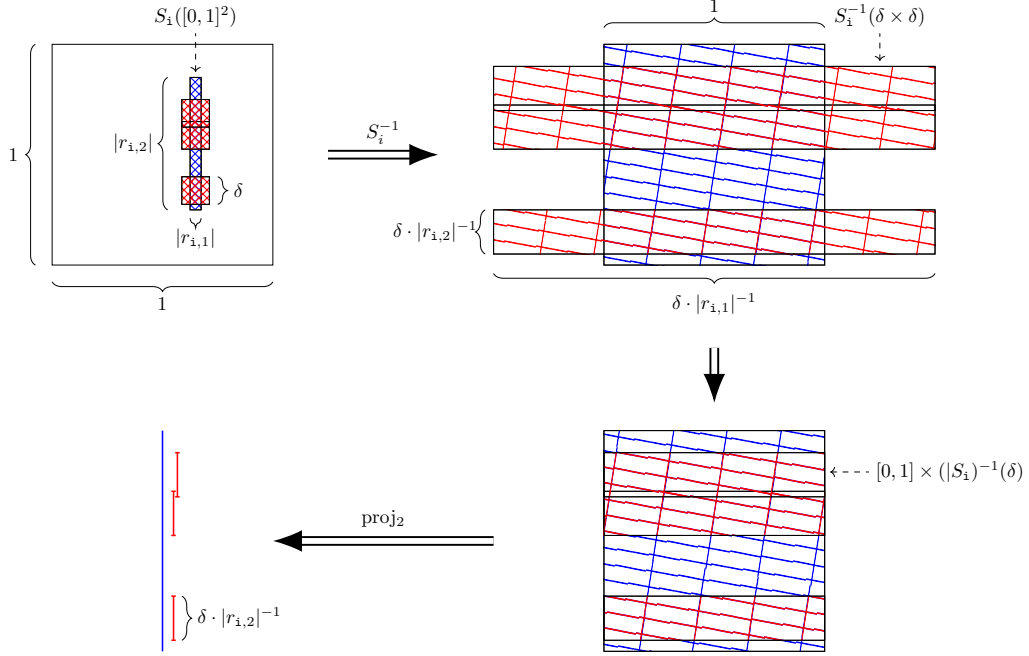 S_i([0, 1]^2)
1
|r_{i,2}|
δ
|r_{i,1}|
1
S_i^{-1}
1
S_i^{-1}(δ × δ)
δ · |r_{i,2}|^{-1}
δ · |r_{i,1}|^{-1}
[0, 1] × (|S_i)^{-1}(δ)
proj_2
δ · |r_{i,2}|^{-1}